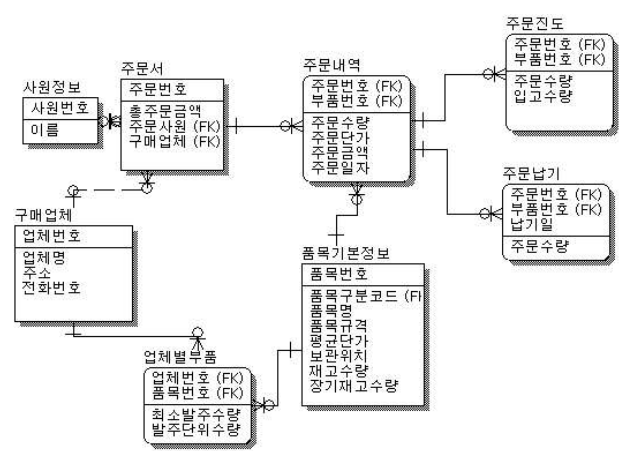 사원정보
사원번호
이름
주문서
주문번호
총주문금액
주문사원 (FK)
구매업체 (FK)
주문내역
주문번호 (FK)
부품번호 (FK)
주문수량
주문단가
주문금액
주문일자
주문진도
주문번호 (FK)
부품번호 (FK)
주문수량
입고수량
주문납기
주문번호 (FK)
부품번호 (FK)
납기일
주문수량
구매업체
업체번호
업체명
주소
전화번호
품목기본정보
품목번호
품목구분코드 (FK
품목명
품목규격
평균단가
보관위치
재고수량
장기재고수량
업체별부품
업체번호 (FK)
품목번호 (FK)
최소발주수량
발주단위수량